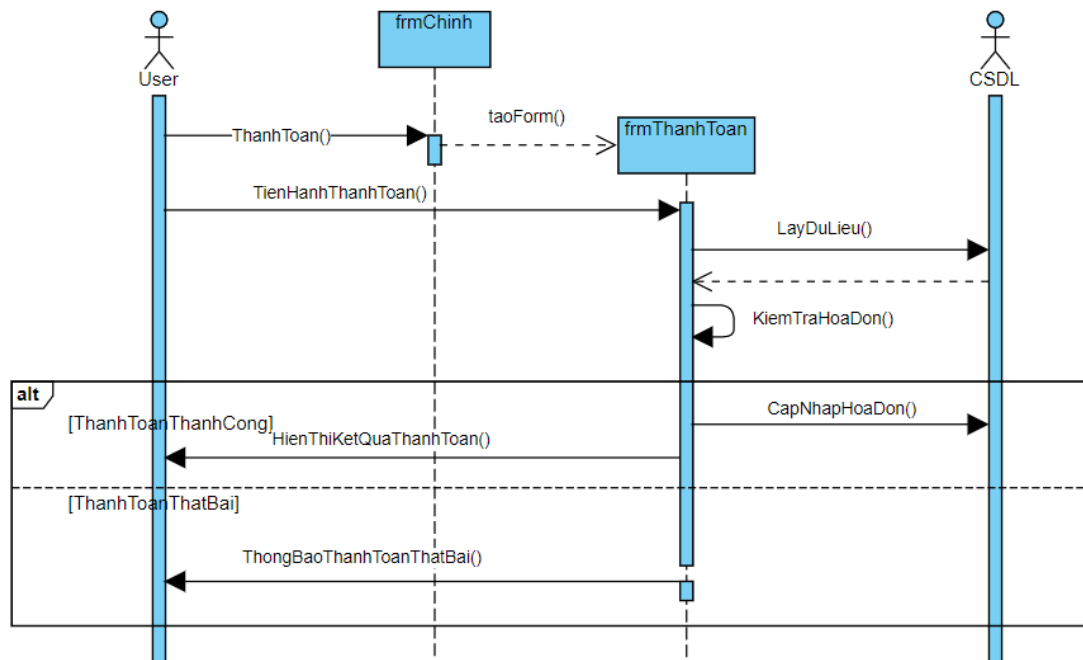 frmChinh
User
CSDL
ThanhToan()
taoForm()
frmThanhToan
TienHanhThanhToan()
LayDuLieu()
KiemTraHoaDon()
alt
[ThanhToanThanhCong]
CapNhapHoaDon()
HienThiKetQuaThanhToan()
[ThanhToanThatBai]
ThongBaoThanhToanThatBai()